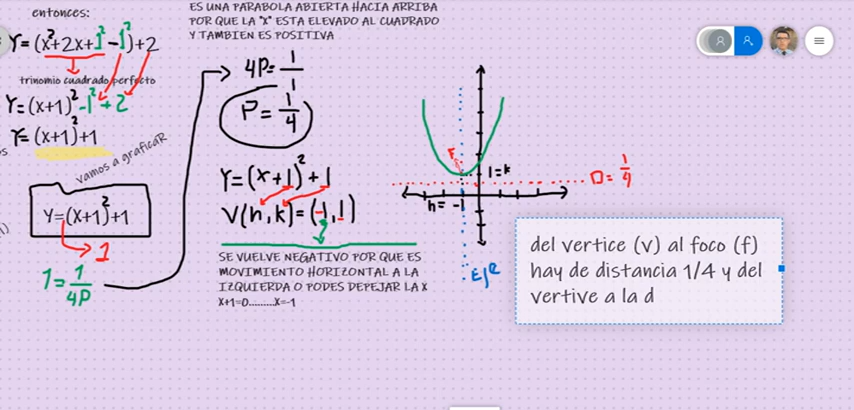 entonces:
Y=(x²+2x+1²-1²)+2
trinomio cuadrado perfecto
Y=(x+1)²-1²+2
Y=(x+1)²+1
vamos a graficar
Y=(x+1)²+1
1
1=1/4P
ES UNA PARABOLA ABIERTA HACIA ARRIBA
POR QUE LA "X" ESTA ELEVADO AL CUADRADO
Y TAMBIEN ES POSITIVA
4P=1/1
P=1/4
Y=(x+1)²+1
V(h,k)=(-1,1)
SE VUELVE NEGATIVO POR QUE ES
MOVIMIENTO HORIZONTAL A LA
IZQUIERDA O PODES DEPEJAR LA X
X+1=0.........X=-1
F
1=k
h=-1
D=1/4
Eje
del vertice (v) al foco (f)
hay de distancia 1/4 y del
vertive a la d